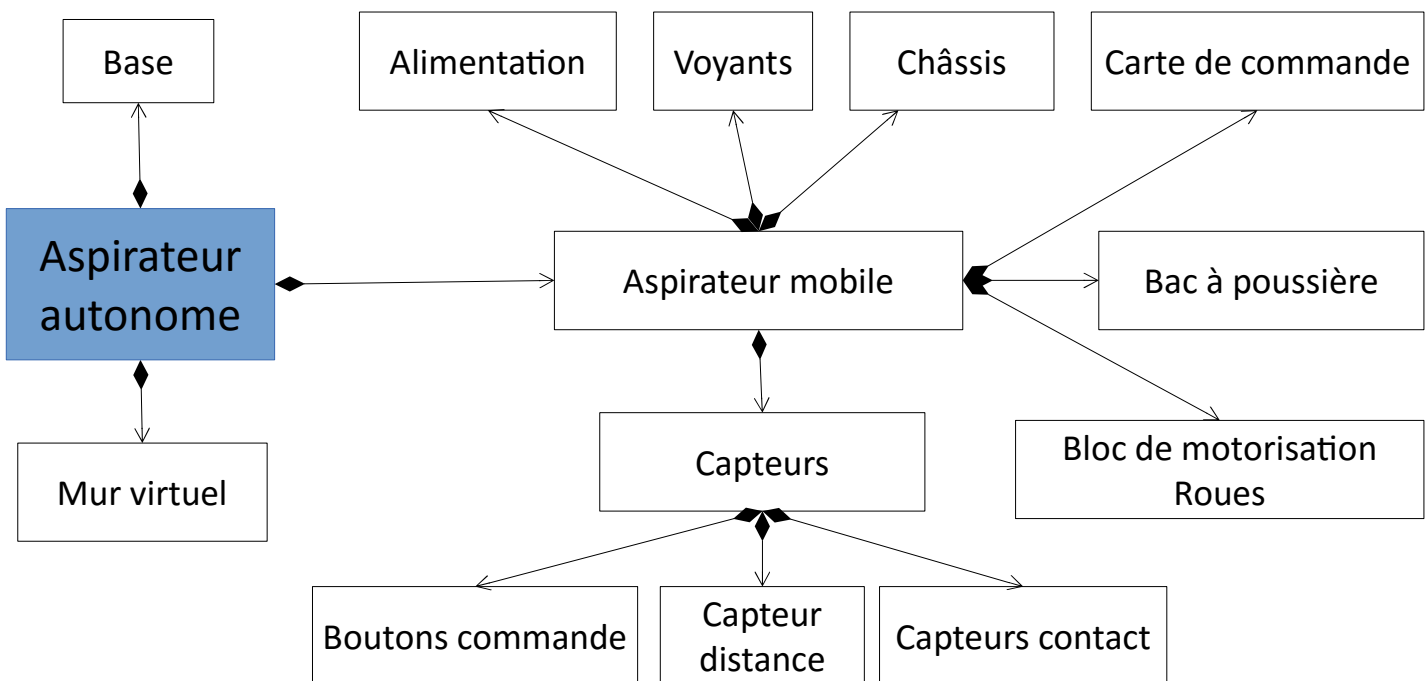 Base
Alimentation
Voyants
Châssis
Carte de commande
Aspirateur
autonome
Aspirateur mobile
Bac à poussière
Mur virtuel
Capteurs
Bloc de motorisation
Roues
Boutons commande
Capteur
distance
Capteurs contact